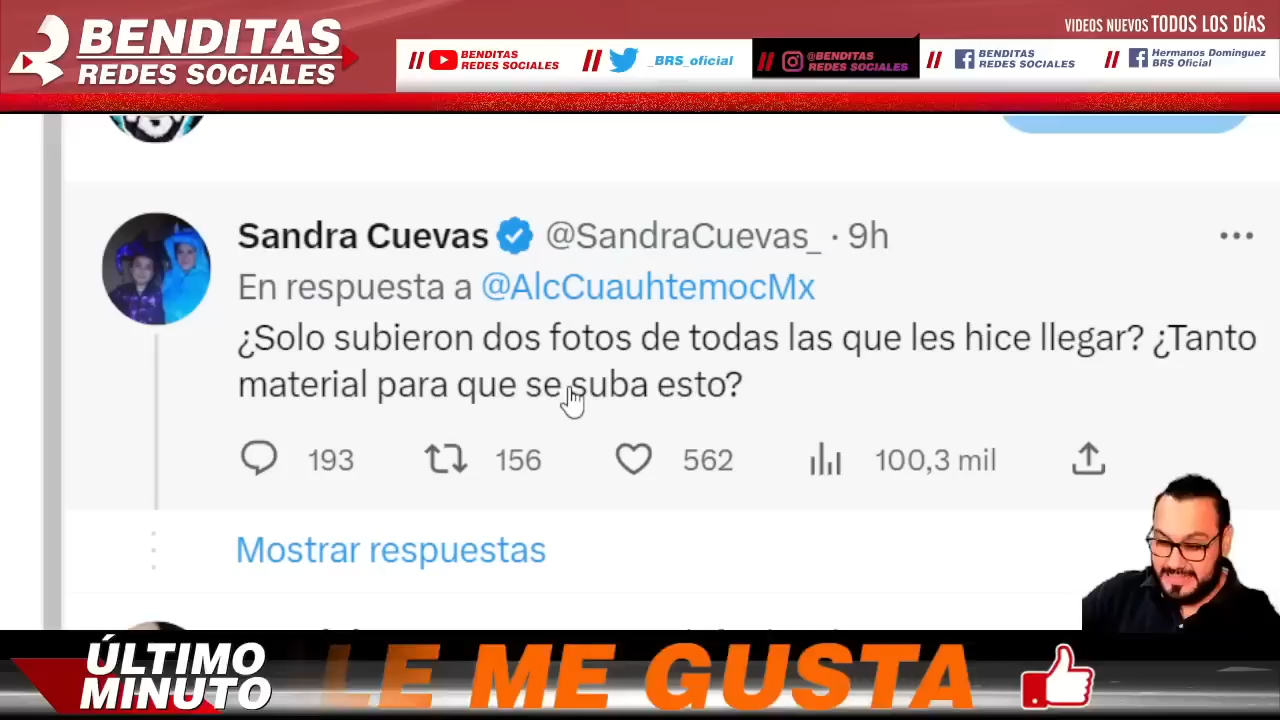 BENDITAS
REDES SOCIALES
VIDEOS NUEVOS TODOS LOS DÍAS
// BENDITAS
REDES SOCIALES
// _BRS_oficial
// @BENDITAS
REDES SOCIALES
// BENDITAS
REDES SOCIALES
// Hermanos Dominguez
BRS Oficial
Sandra Cuevas @SandraCuevas_ · 9h
En respuesta a @AlcCuauhtemocMx
¿Solo subieron dos fotos de todas las que les hice llegar? ¿Tanto
material para que se suba esto?
193 156 562 100,3 mil
Mostrar respuestas
ÚLTIMO
MINUTO
LE ME GUSTA